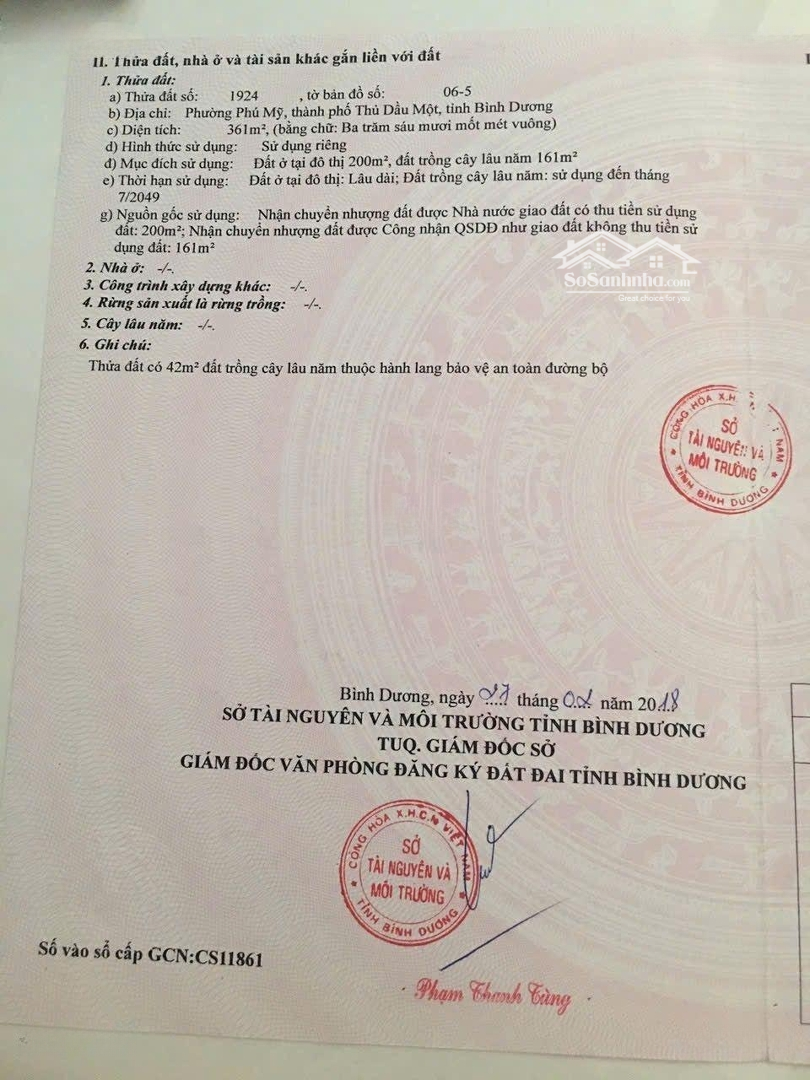 II. Thửa đất, nhà ở và tài sản khác gắn liền với đất
1. Thửa đất:
a) Thửa đất số: 1924 , tờ bản đồ số: 06-5
b) Địa chỉ: Phường Phú Mỹ, thành phố Thủ Dầu Một, tỉnh Bình Dương
c) Diện tích: 361m², (bằng chữ: Ba trăm sáu mươi mốt mét vuông)
d) Hình thức sử dụng: Sử dụng riêng
đ) Mục đích sử dụng: Đất ở tại đô thị 200m², đất trồng cây lâu năm 161m²
e) Thời hạn sử dụng: Đất ở tại đô thị: Lâu dài; Đất trồng cây lâu năm: sử dụng đến tháng
7/2049
g) Nguồn gốc sử dụng: Nhận chuyển nhượng đất được Nhà nước giao đất có thu tiền sử dụng
đất: 200m²; Nhận chuyển nhượng đất được Công nhận QSDĐ như giao đất không thu tiền sử
dụng đất: 161m²
2. Nhà ở: -/-.
3. Công trình xây dựng khác: -/-.
4. Rừng sản xuất là rừng trồng: -/-.
5. Cây lâu năm: -/-.
6. Ghi chú:
Thửa đất có 42m² đất trồng cây lâu năm thuộc hành lang bảo vệ an toàn đường bộ
SoSanhnha.com
Great choice for you
CỘNG HÒA X.H. NAM
SỞ
TÀI NGUYÊN VÀ
MÔI TRƯỜNG
TỈNH BÌNH DƯƠNG
Bình Dương, ngày 27 tháng 02 năm 2018
SỞ TÀI NGUYÊN VÀ MÔI TRƯỜNG TỈNH BÌNH DƯƠNG
TUQ. GIÁM ĐỐC SỞ
GIÁM ĐỐC VĂN PHÒNG ĐĂNG KÝ ĐẤT ĐAI TỈNH BÌNH DƯƠNG
CỘNG HÒA X.H.C.N VIỆT NAM
SỞ
TÀI NGUYÊN VÀ
MÔI TRƯỜNG
TỈNH BÌNH DƯƠNG
Số vào sổ cấp GCN:CS11861
Phạm Thanh Tùng